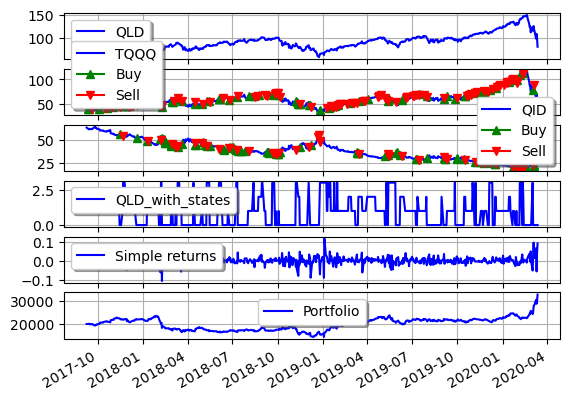 150
100
QLD
100
50
TQQQ
Buy
Sell
50
25
QID
Buy
Sell
2.5
0.0
QLD_with_states
0.1
0.0
−0.1
Simple returns
30000
20000
Portfolio
2017-10
2018-01
2018-04
2018-07
2018-10
2019-01
2019-04
2019-07
2019-10
2020-01
2020-04